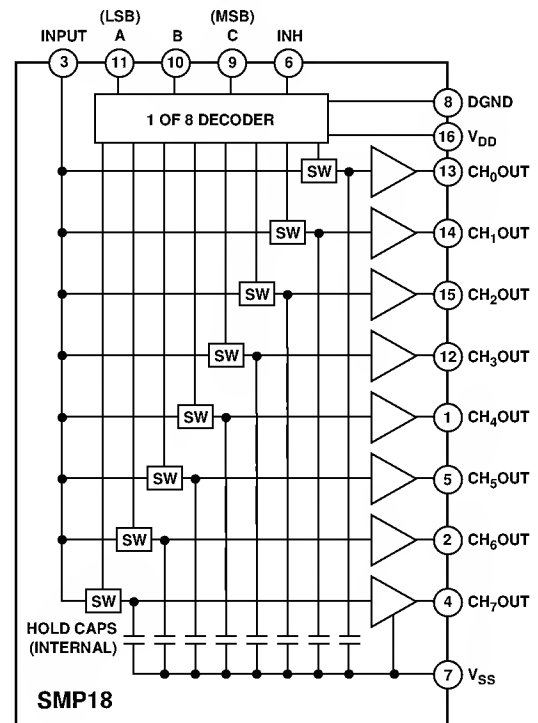 (LSB) (MSB)
INPUT A B C INH
3 11 10 9 6
8 DGND
1 OF 8 DECODER
16 VDD
SW 13 CH0OUT
SW 14 CH1OUT
SW 15 CH2OUT
SW 12 CH3OUT
SW 1 CH4OUT
SW 5 CH5OUT
SW 2 CH6OUT
SW 4 CH7OUT
HOLD CAPS
(INTERNAL)
7 VSS
SMP18